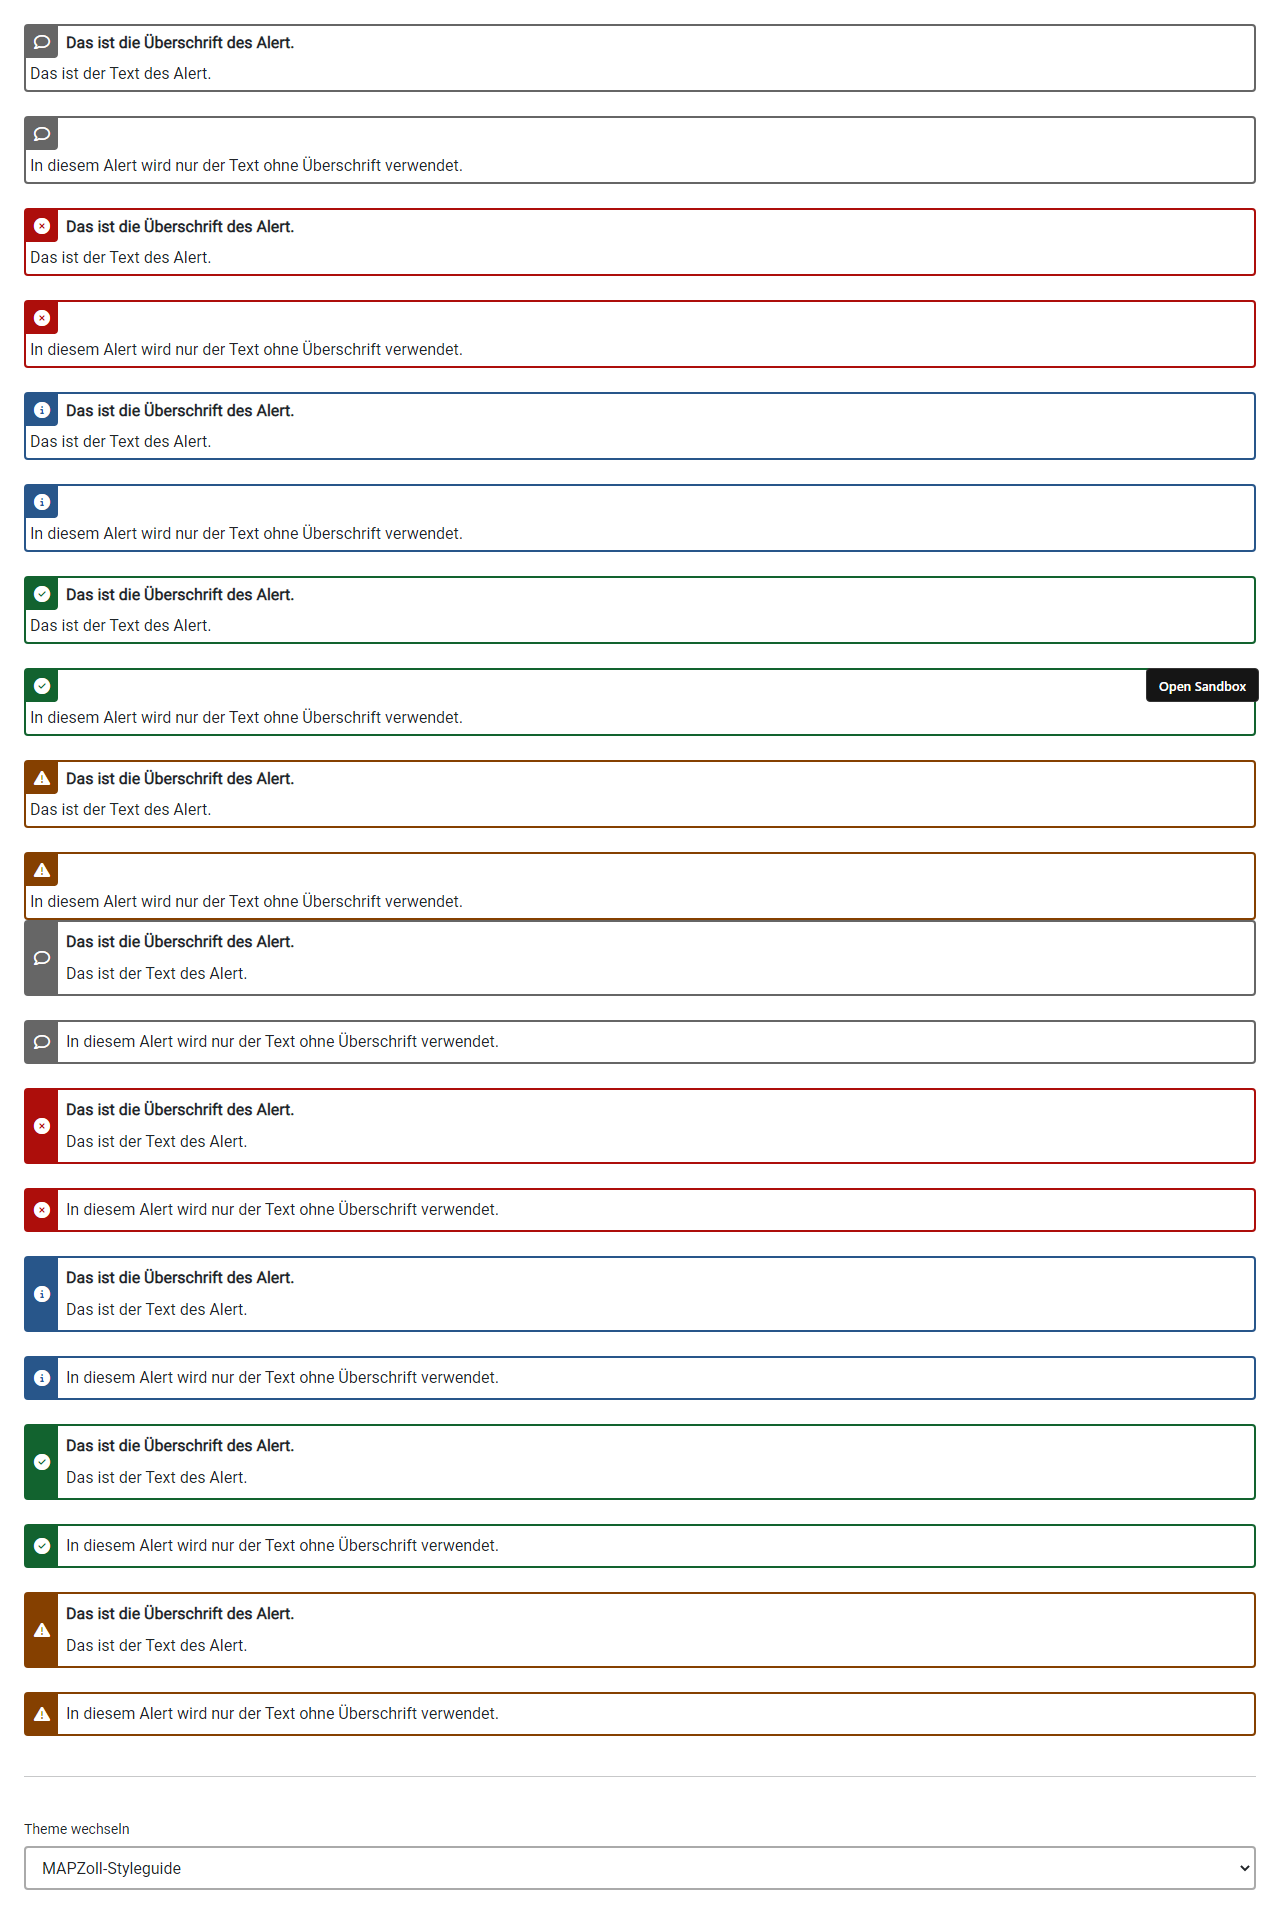 Das ist die Überschrift des Alert.
Das ist der Text des Alert.
In diesem Alert wird nur der Text ohne Überschrift verwendet.
Das ist die Überschrift des Alert.
Das ist der Text des Alert.
In diesem Alert wird nur der Text ohne Überschrift verwendet.
Das ist die Überschrift des Alert.
Das ist der Text des Alert.
In diesem Alert wird nur der Text ohne Überschrift verwendet.
Das ist die Überschrift des Alert.
Das ist der Text des Alert.
Open Sandbox
In diesem Alert wird nur der Text ohne Überschrift verwendet.
Das ist die Überschrift des Alert.
Das ist der Text des Alert.
In diesem Alert wird nur der Text ohne Überschrift verwendet.
Das ist die Überschrift des Alert.
Das ist der Text des Alert.
In diesem Alert wird nur der Text ohne Überschrift verwendet.
Das ist die Überschrift des Alert.
Das ist der Text des Alert.
In diesem Alert wird nur der Text ohne Überschrift verwendet.
Das ist die Überschrift des Alert.
Das ist der Text des Alert.
In diesem Alert wird nur der Text ohne Überschrift verwendet.
Das ist die Überschrift des Alert.
Das ist der Text des Alert.
In diesem Alert wird nur der Text ohne Überschrift verwendet.
Das ist die Überschrift des Alert.
Das ist der Text des Alert.
In diesem Alert wird nur der Text ohne Überschrift verwendet.
Theme wechseln
MAPZoll-Styleguide